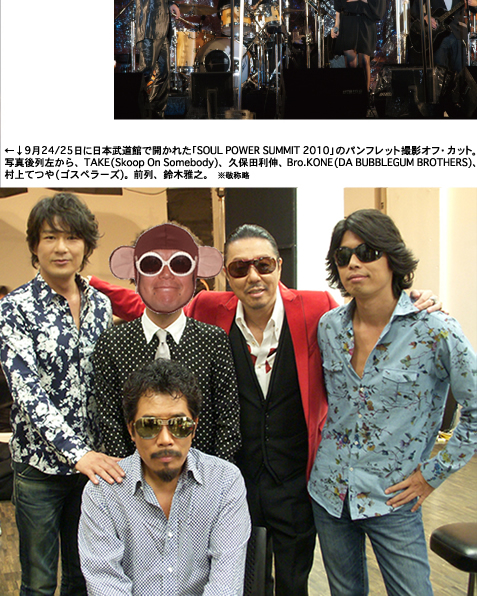 ←↓9月24/25日に日本武道館で開かれた「SOUL POWER SUMMIT 2010」のパンフレット撮影オフ・カット。
写真後列左から、TAKE(Skoop On Somebody)、久保田利伸、Bro.KONE(DA BUBBLEGUM BROTHERS)、
村上てつや(ゴスペラーズ)。前列、鈴木雅之。 ※敬称略